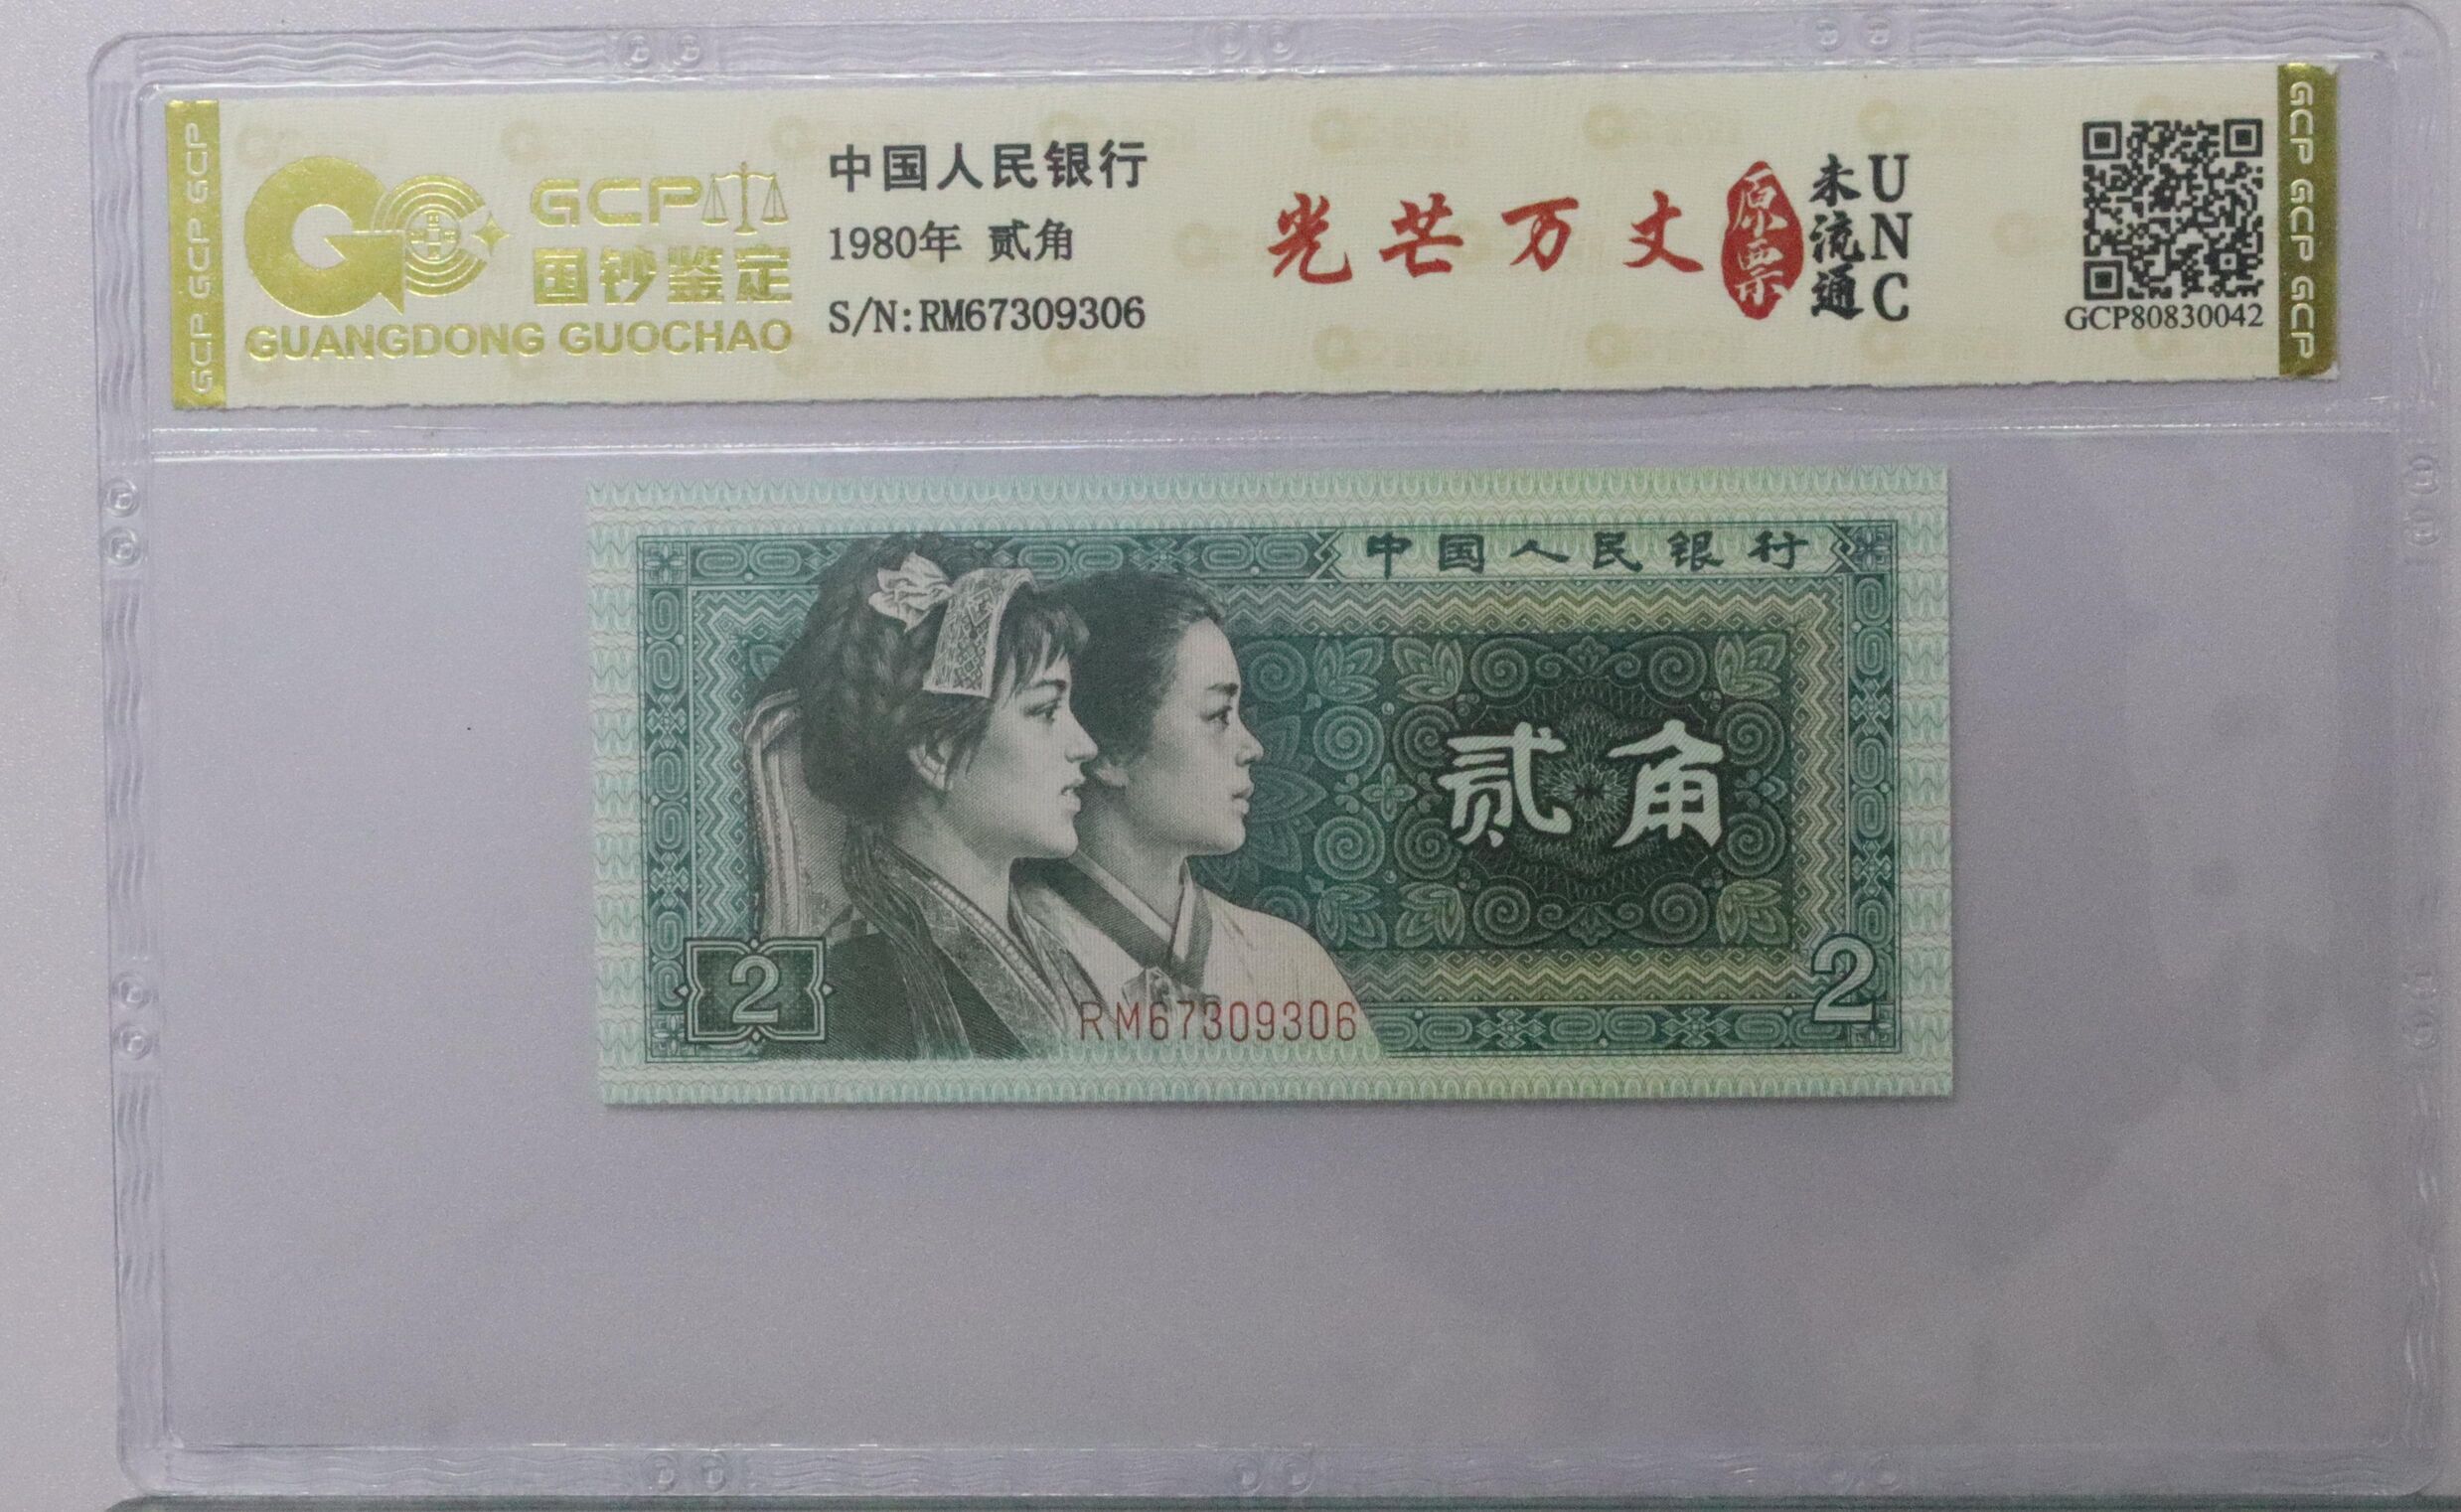 GCP GCP GCP
GCP
国钞鉴定
GUANGDONG GUOCHAO
中国人民银行
1980年 贰角
S/N:RM67309306
光芒万丈
原票
未流通
UNC
GCP80830042
GCP GCP GCP GCP
中国人民银行
贰角
2
RM67309306
2